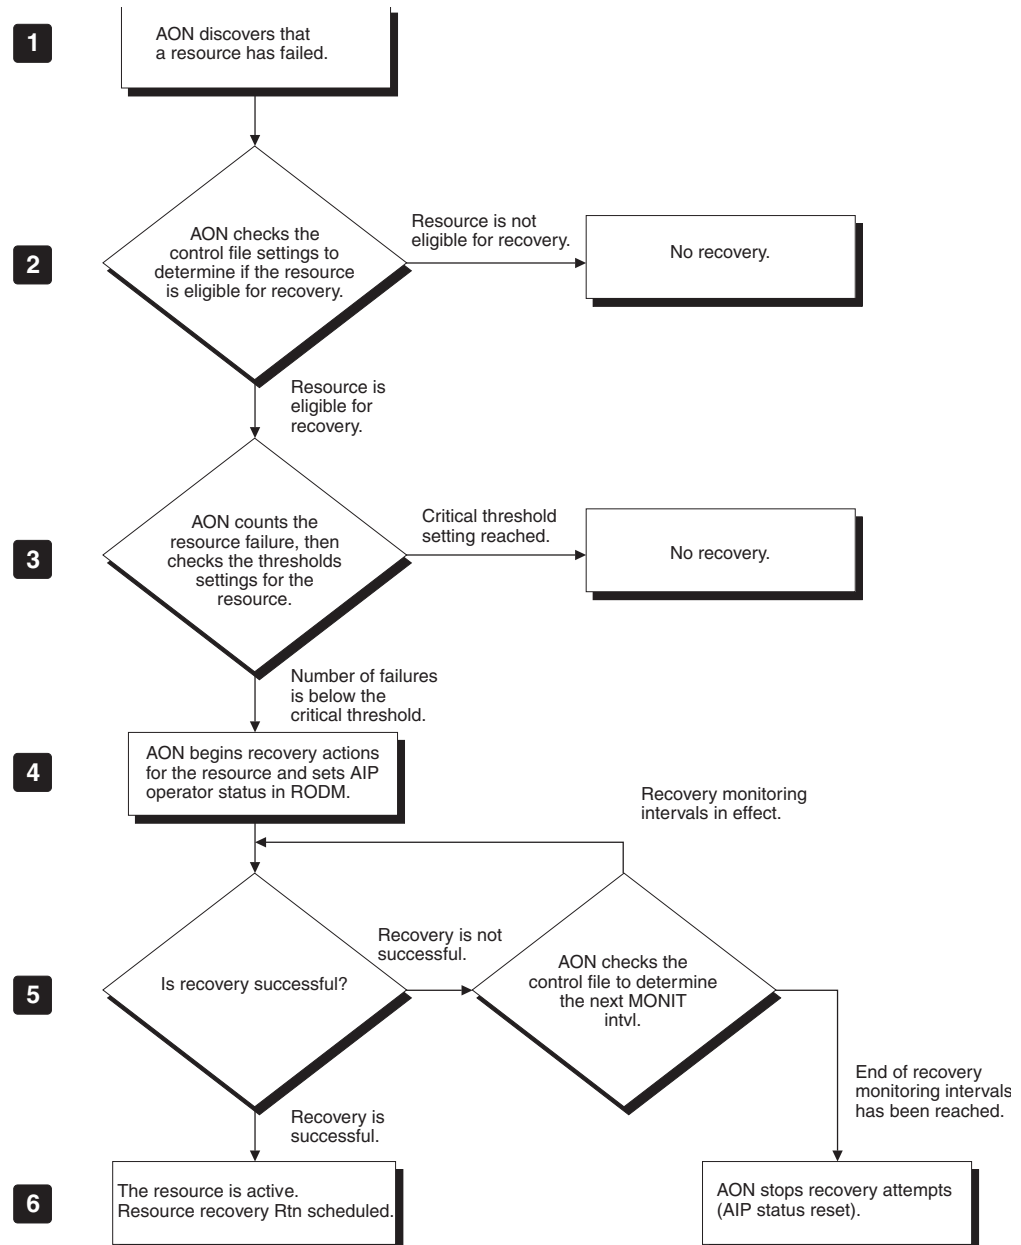 1
AON discovers that
a resource has failed.
2
AON checks the
control file settings to
determine if the resource
is eligible for recovery.
Resource is not
eligible for recovery.
No recovery.
Resource is
eligible for
recovery.
3
AON counts the
resource failure, then
checks the thresholds
settings for the
resource.
Critical threshold
setting reached.
No recovery.
Number of failures
is below the
critical threshold.
4
AON begins recovery actions
for the resource and sets AIP
operator status in RODM.
Recovery monitoring
intervals in effect.
5
Is recovery successful?
Recovery is not
successful.
AON checks the
control file to determine
the next MONIT
intvl.
End of recovery
monitoring intervals
has been reached.
Recovery is
successful.
6
The resource is active.
Resource recovery Rtn scheduled.
AON stops recovery attempts
(AIP status reset).